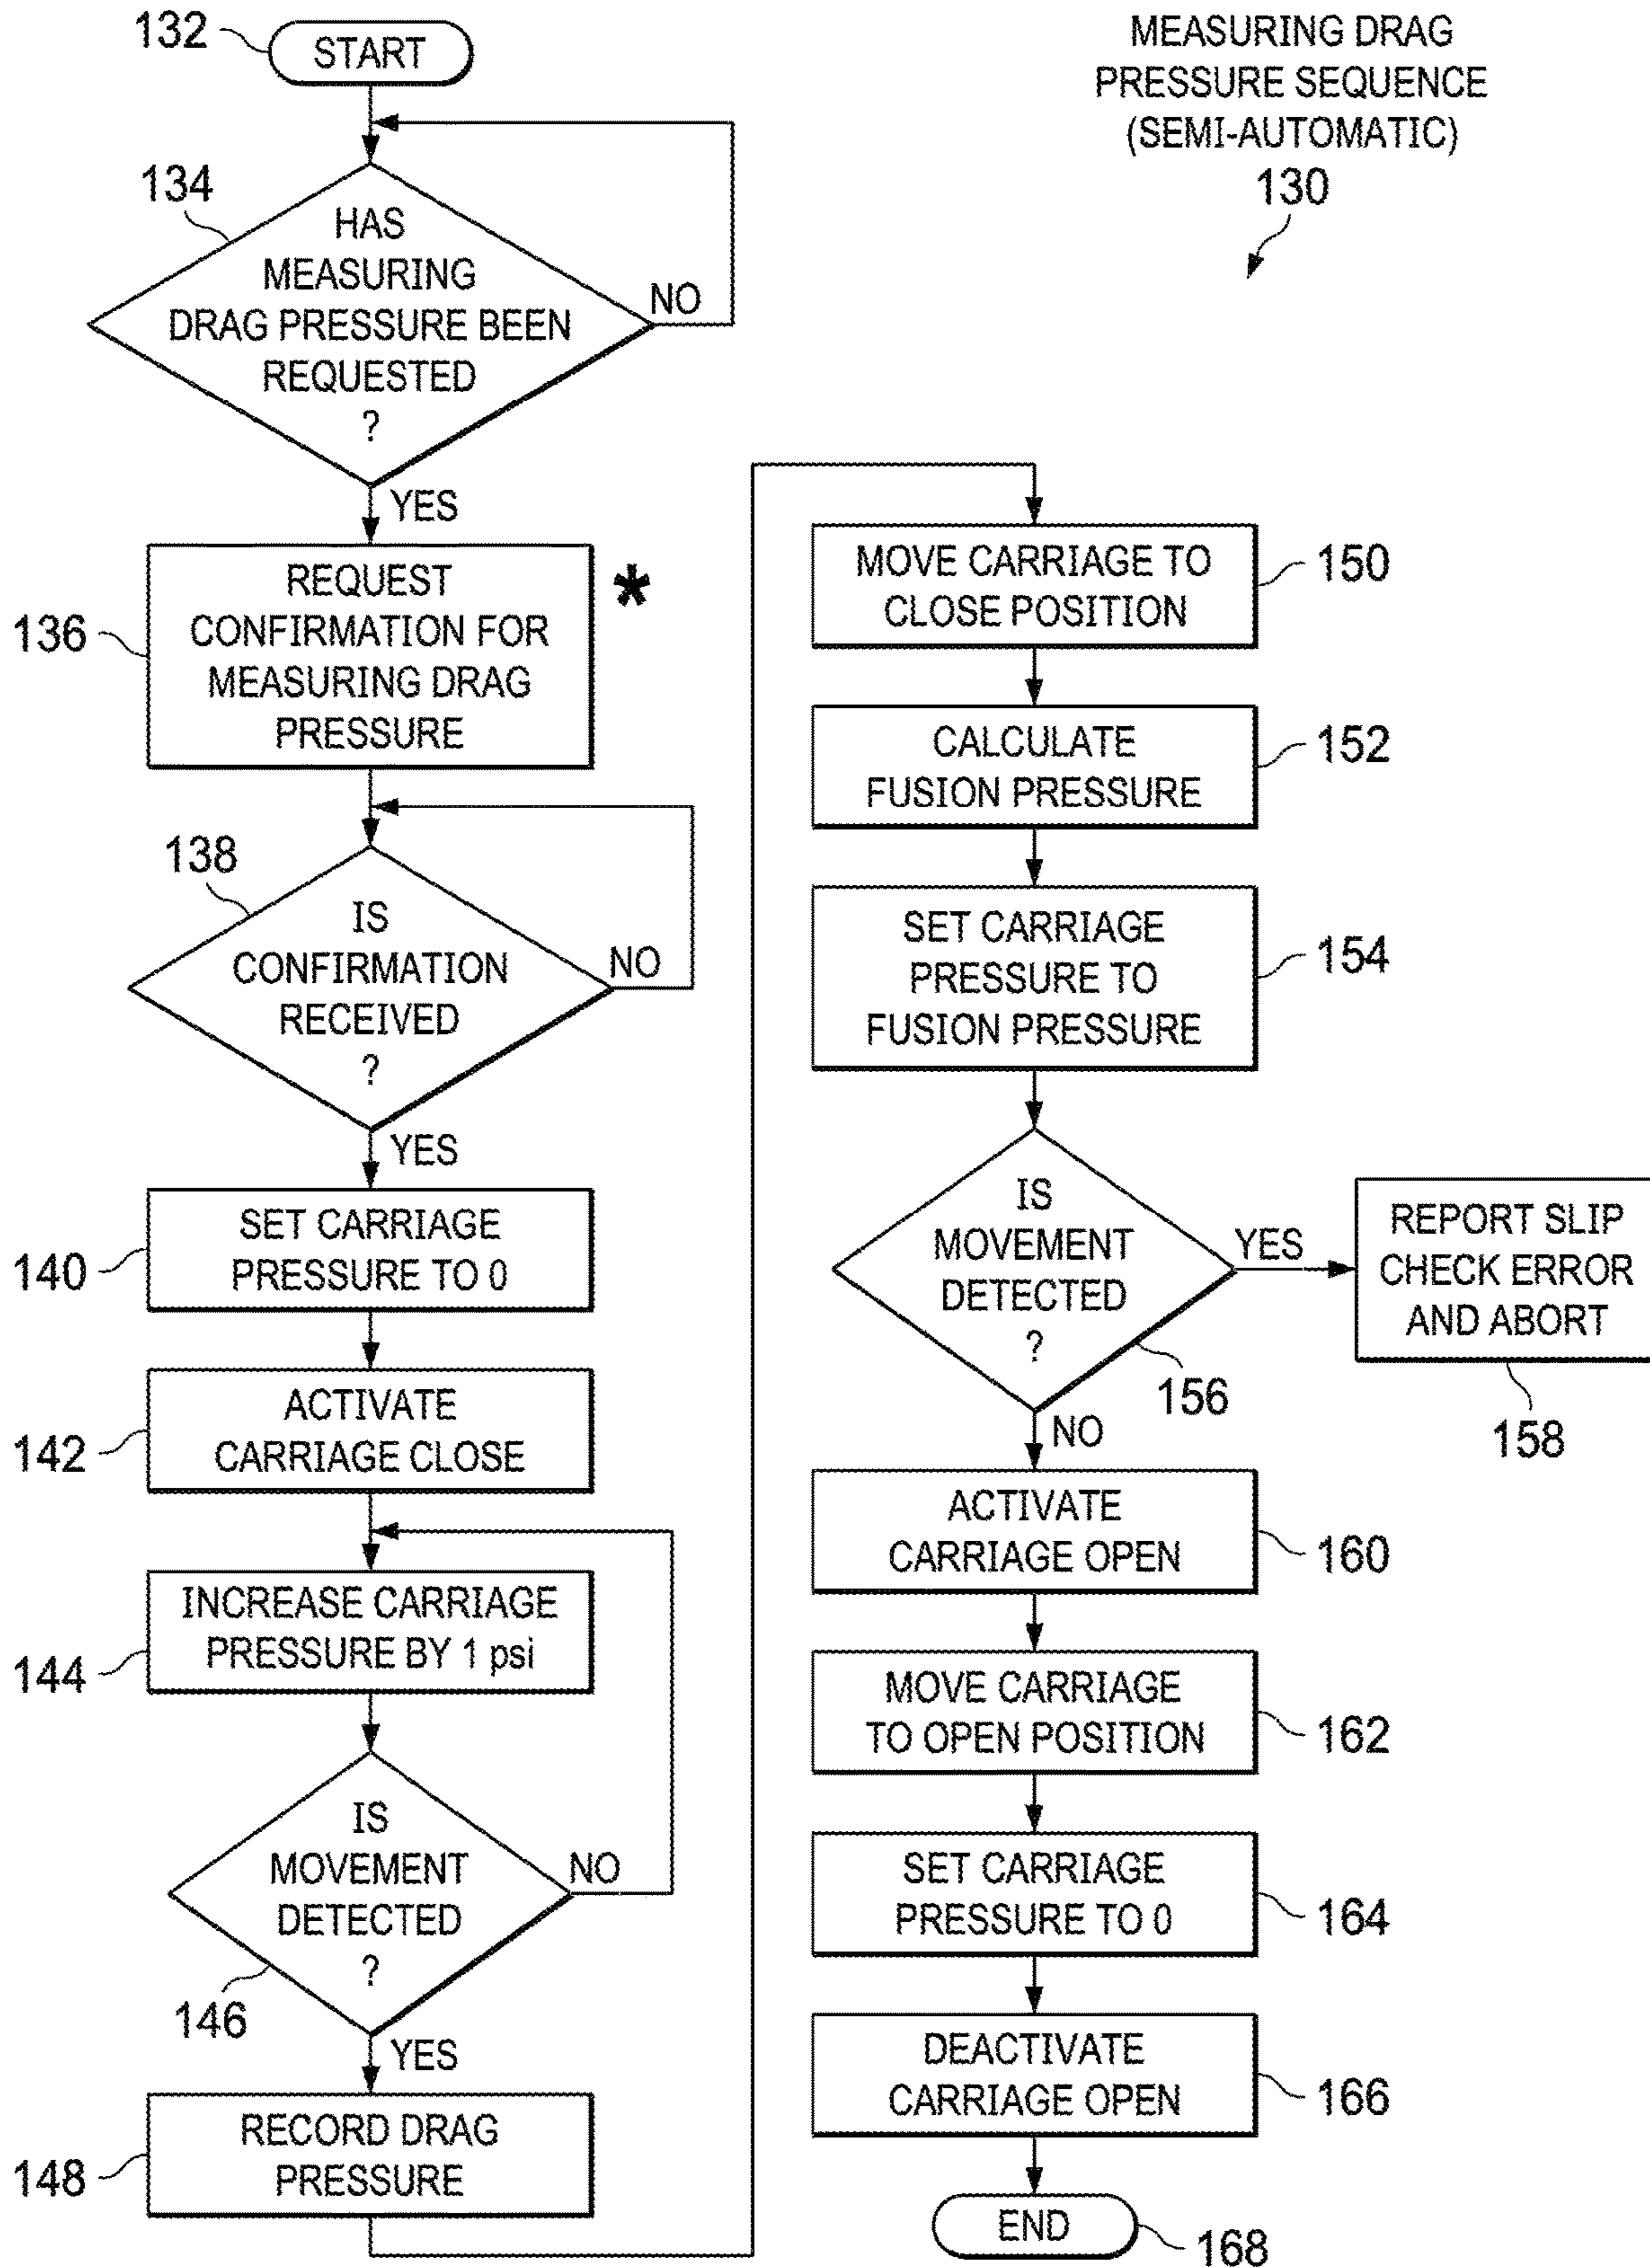 132
START
MEASURING DRAG
PRESSURE SEQUENCE
(SEMI-AUTOMATIC)
130
134
HAS
MEASURING
DRAG PRESSURE BEEN
REQUESTED
?
NO
YES
136
REQUEST
CONFIRMATION FOR
MEASURING DRAG
PRESSURE
*
138
IS
CONFIRMATION
RECEIVED
?
NO
YES
140
SET CARRIAGE
PRESSURE TO 0
142
ACTIVATE
CARRIAGE CLOSE
144
INCREASE CARRIAGE
PRESSURE BY 1 psi
IS
MOVEMENT
DETECTED
?
NO
146
YES
148
RECORD DRAG
PRESSURE
MOVE CARRIAGE TO
CLOSE POSITION
150
CALCULATE
FUSION PRESSURE
152
SET CARRIAGE
PRESSURE TO
FUSION PRESSURE
154
IS
MOVEMENT
DETECTED
?
YES
156
NO
REPORT SLIP
CHECK ERROR
AND ABORT
158
ACTIVATE
CARRIAGE OPEN
160
MOVE CARRIAGE
TO OPEN POSITION
162
SET CARRIAGE
PRESSURE TO 0
164
DEACTIVATE
CARRIAGE OPEN
166
END
168